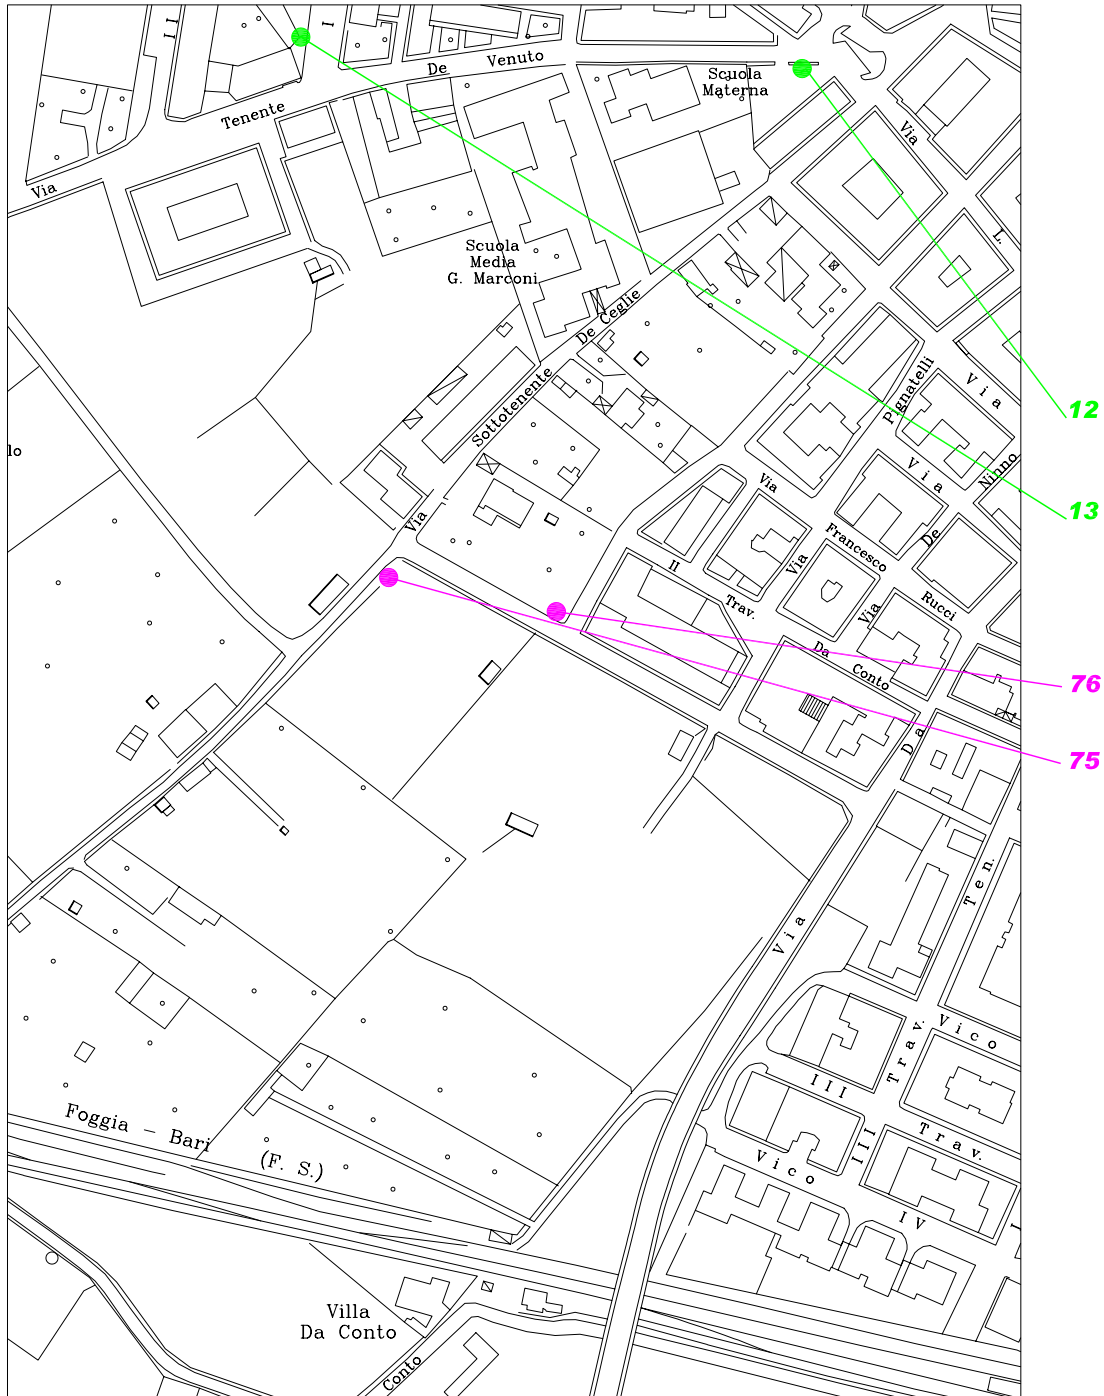 II
I
De Venuto
Tenente
Via
Scuola
Materna
Via
L.
Scuola
Media
G. Marconi
De Ceglie
Sottotenente
Via
Pignatelli
Via
12
lo
Via
Ninno
13
Via
Francesco
De
Via
II
Trav.
Rucci
Via
Da
Conto
76
Da
75
Ten.
Via
Vico
Trav.
III
Foggia - Bari
(F. S.)
Trav.
III
Vico
IV
I
Villa
Da Conto
Conto